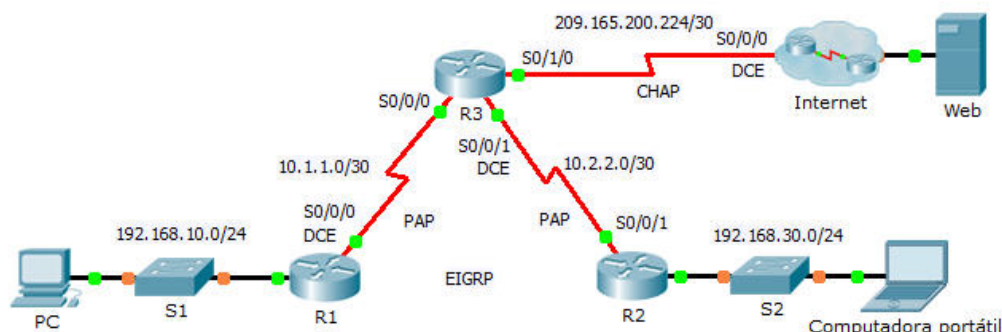 209.165.200.224/30
S0/0/0
S0/1/0
DCE
CHAP
Internet
Web
S0/0/0
R3
S0/0/1
DCE
10.1.1.0/30
10.2.2.0/30
S0/0/0
DCE
PAP
PAP
S0/0/1
192.168.10.0/24
192.168.30.0/24
EIGRP
PC
S1
R1
R2
S2
Computadora portátil